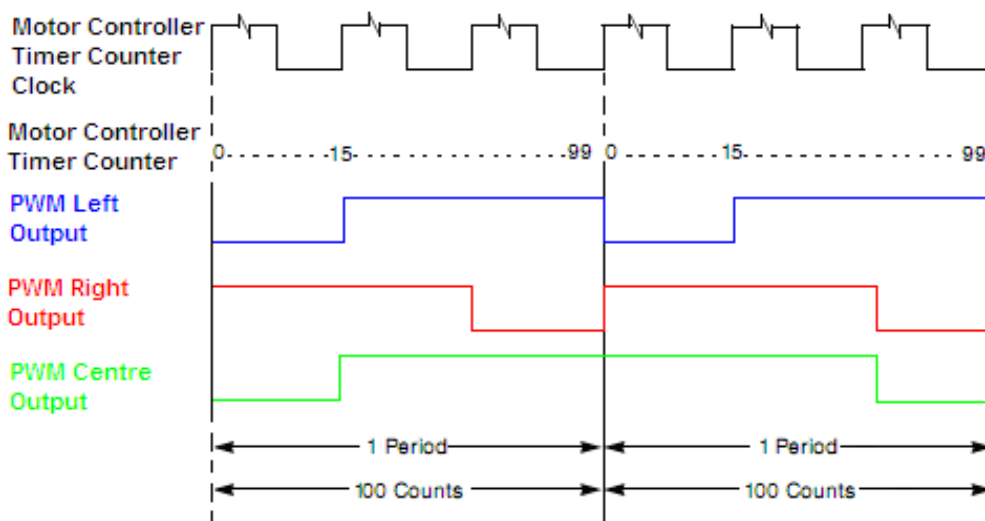 Motor Controller
Timer Counter
Clock
Motor Controller
Timer Counter
0 15 99 0 15 99
PWM Left
Output
PWM Right
Output
PWM Centre
Output
1 Period 1 Period
100 Counts 100 Counts